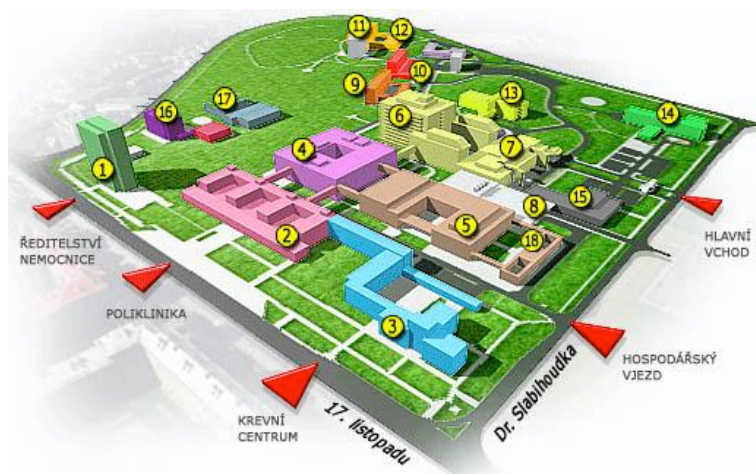 11
12
9
10
16
17
6
13
14
4
7
1
8
15
2
5
18
3
ŘEDITELSTVÍ
NEMOCNICE
POLIKLINIKA
KREVNÍ
CENTRUM
17. listopadu
Dr. Slabihoudka
HOSPODÁŘSKÝ
VJEZD
HLAVNÍ
VCHOD